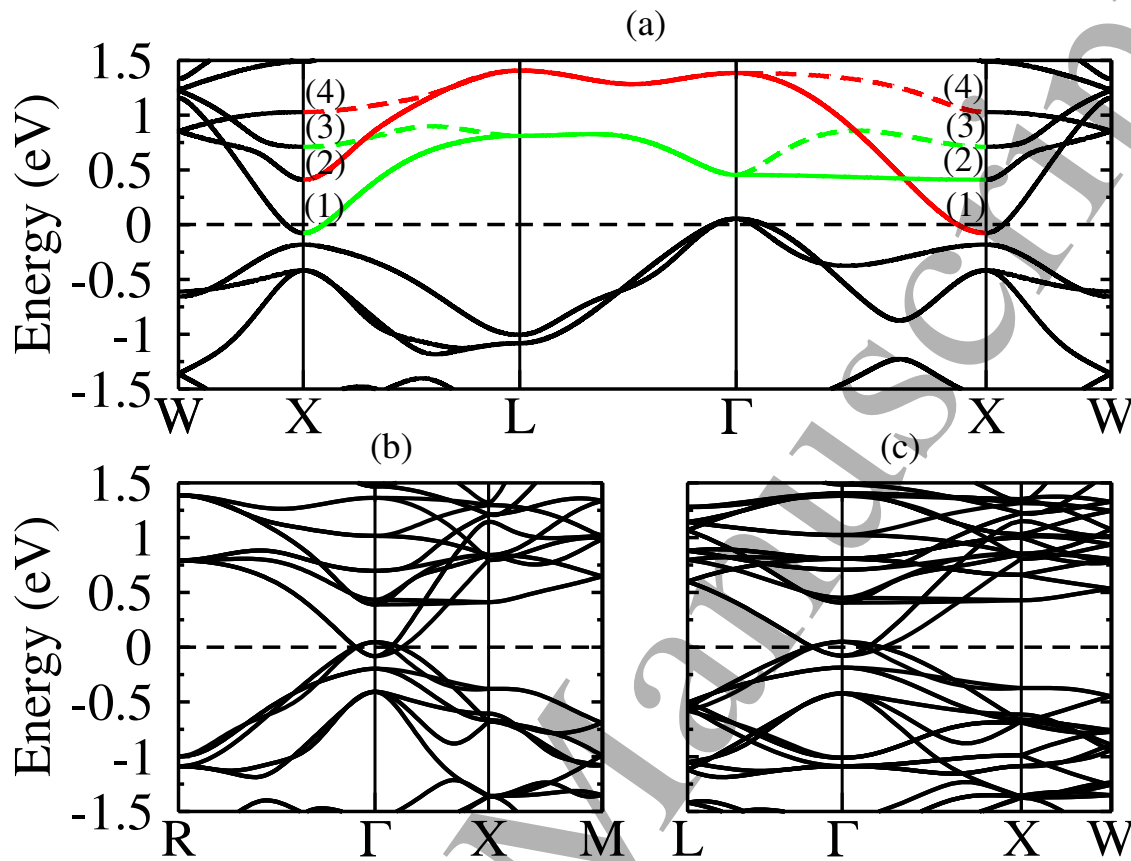 (a)
Energy (eV)
1.5
1
0.5
0
-0.5
-1
-1.5
(4)
(3)
(2)
(1)
(4)
(3)
(2)
(1)
W X L Γ X W
(b)
Energy (eV)
1.5
1
0.5
0
-0.5
-1
-1.5
R Γ X M
(c)
L Γ X W
Manuscrip